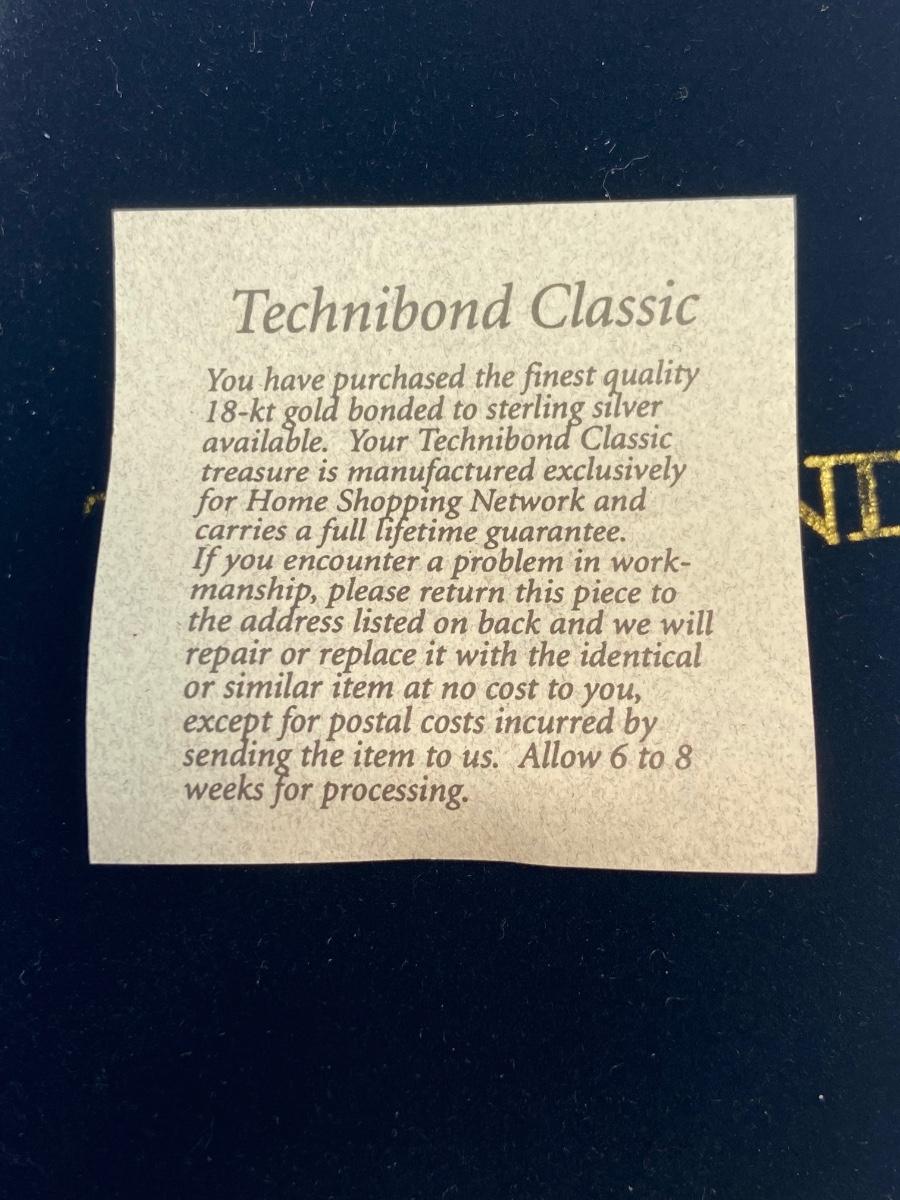 Technibond Classic
You have purchased the finest quality
18-kt gold bonded to sterling silver
available. Your Technibond Classic
treasure is manufactured exclusively
for Home Shopping Network and
carries a full lifetime guarantee.
If you encounter a problem in work-
manship, please return this piece to
the address listed on back and we will
repair or replace it with the identical
or similar item at no cost to you,
except for postal costs incurred by
sending the item to us. Allow 6 to 8
weeks for processing.